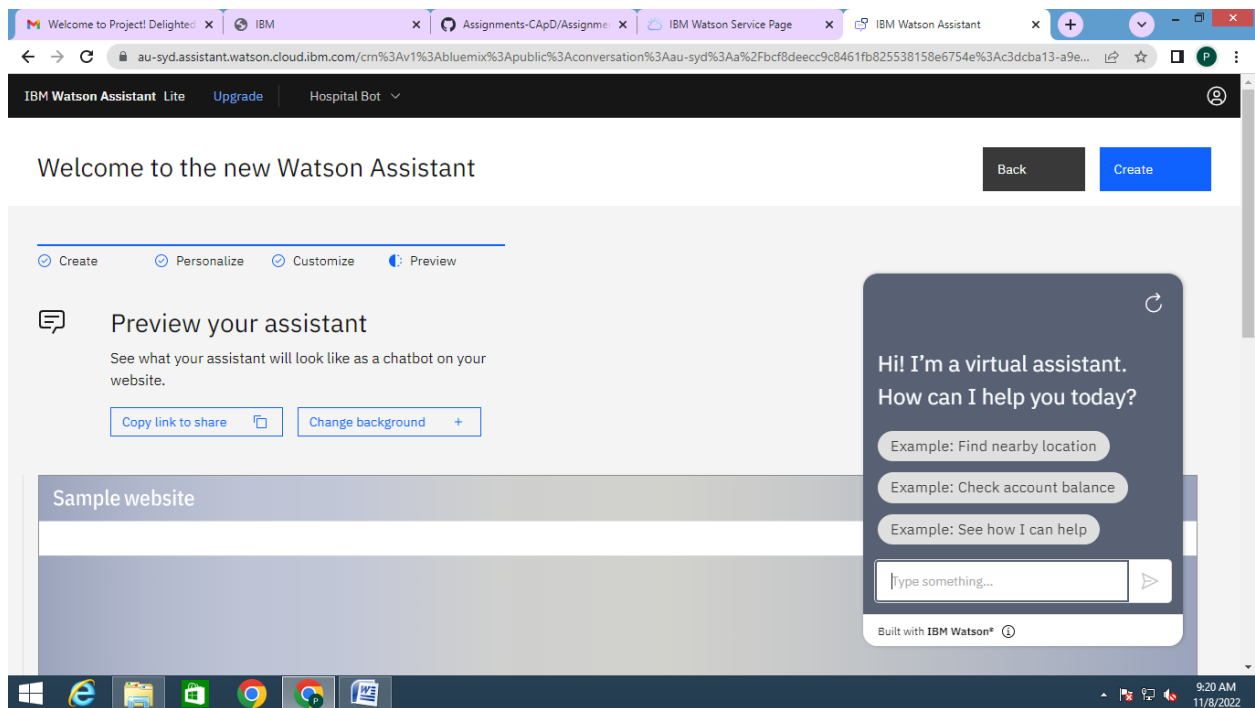 Welcome to Project! Delighted
IBM
Assignments-CApD/Assignme
IBM Watson Service Page
IBM Watson Assistant
au-syd.assistant.watson.cloud.ibm.com/crn%3Av1%3Abluemix%3Apublic%3Aconversation%3Aau-syd%3Aa%2Fbcf8deecc9c8461fb825538158e6754e%3Ac3dcba13-a9e...
P
IBM Watson Assistant Lite Upgrade Hospital Bot
Welcome to the new Watson Assistant
Back
Create
Create Personalize Customize Preview
Preview your assistant
See what your assistant will look like as a chatbot on your
website.
Copy link to share
Change background +
Sample website
Hi! I'm a virtual assistant.
How can I help you today?
Example: Find nearby location
Example: Check account balance
Example: See how I can help
Type something...
Built with IBM Watson®
9:20 AM
11/8/2022